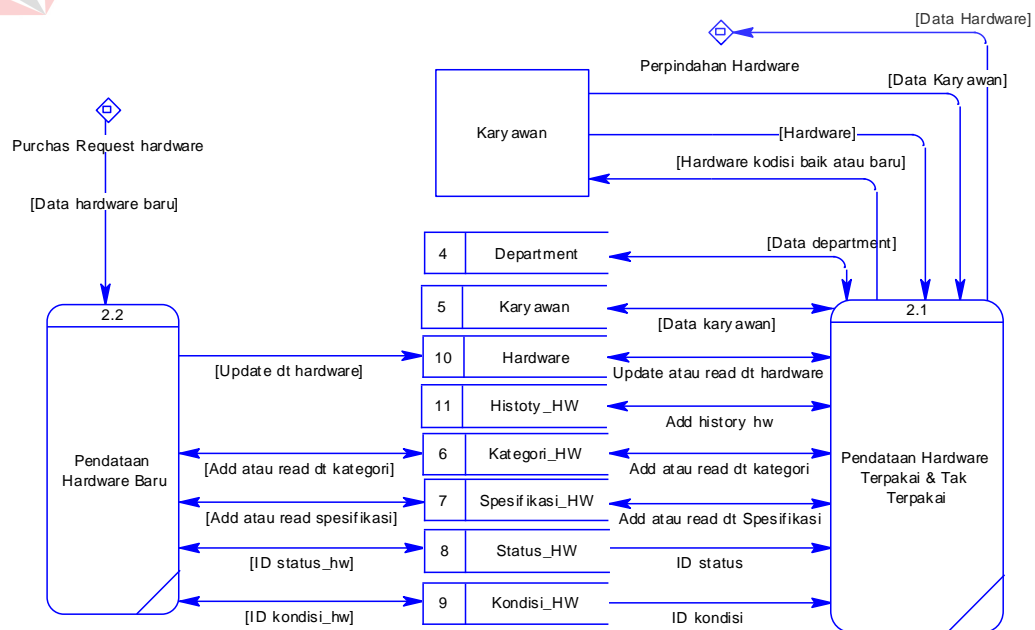 [Data Hardware]
Perpindahan Hardware
[Data Karyawan]
Karyawan
[Hardware]
[Hardware kodisi baik atau baru]
Purchas Request hardware
[Data hardware baru]
[Data department]
4 Department
5 Karyawan
[Data karyawan]
2.2
2.1
10 Hardware
[Update dt hardware]
Update atau read dt hardware
11 Histoty_HW
Add history hw
6 Kategori_HW
[Add atau read dt kategori]
Add atau read dt kategori
Pendataan
Hardware Baru
Pendataan Hardware
Terpakai & Tak
Terpakai
7 Spesifikasi_HW
[Add atau read spesifikasi]
Add atau read dt Spesifikasi
8 Status_HW
[ID status_hw]
ID status
9 Kondisi_HW
[ID kondisi_hw]
ID kondisi